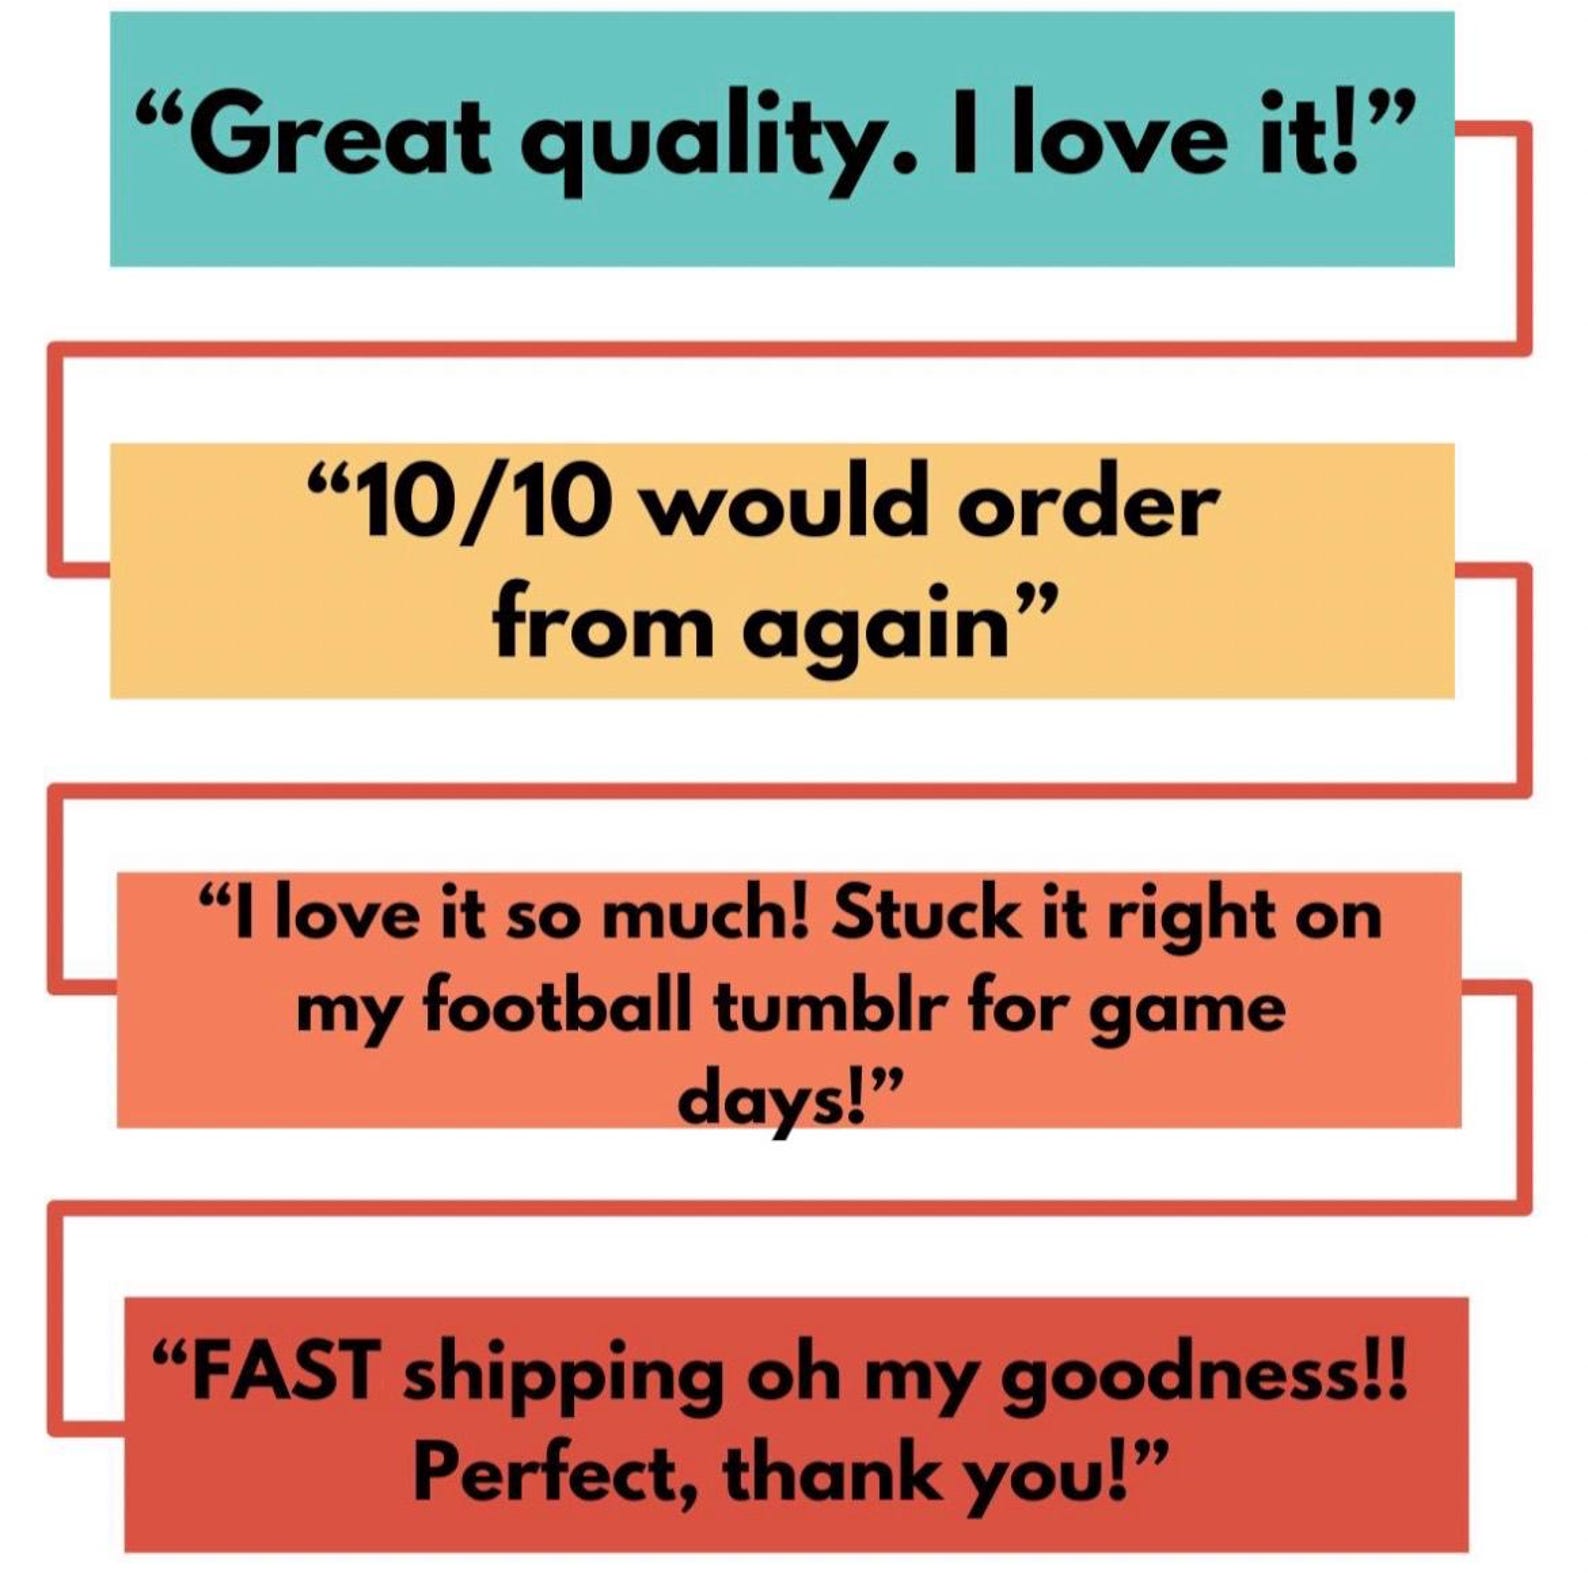 “Great quality. I love it!”
“10/10 would order
from again”
“I love it so much! Stuck it right on
my football tumblr for game
days!”
“FAST shipping oh my goodness!!
Perfect, thank you!”